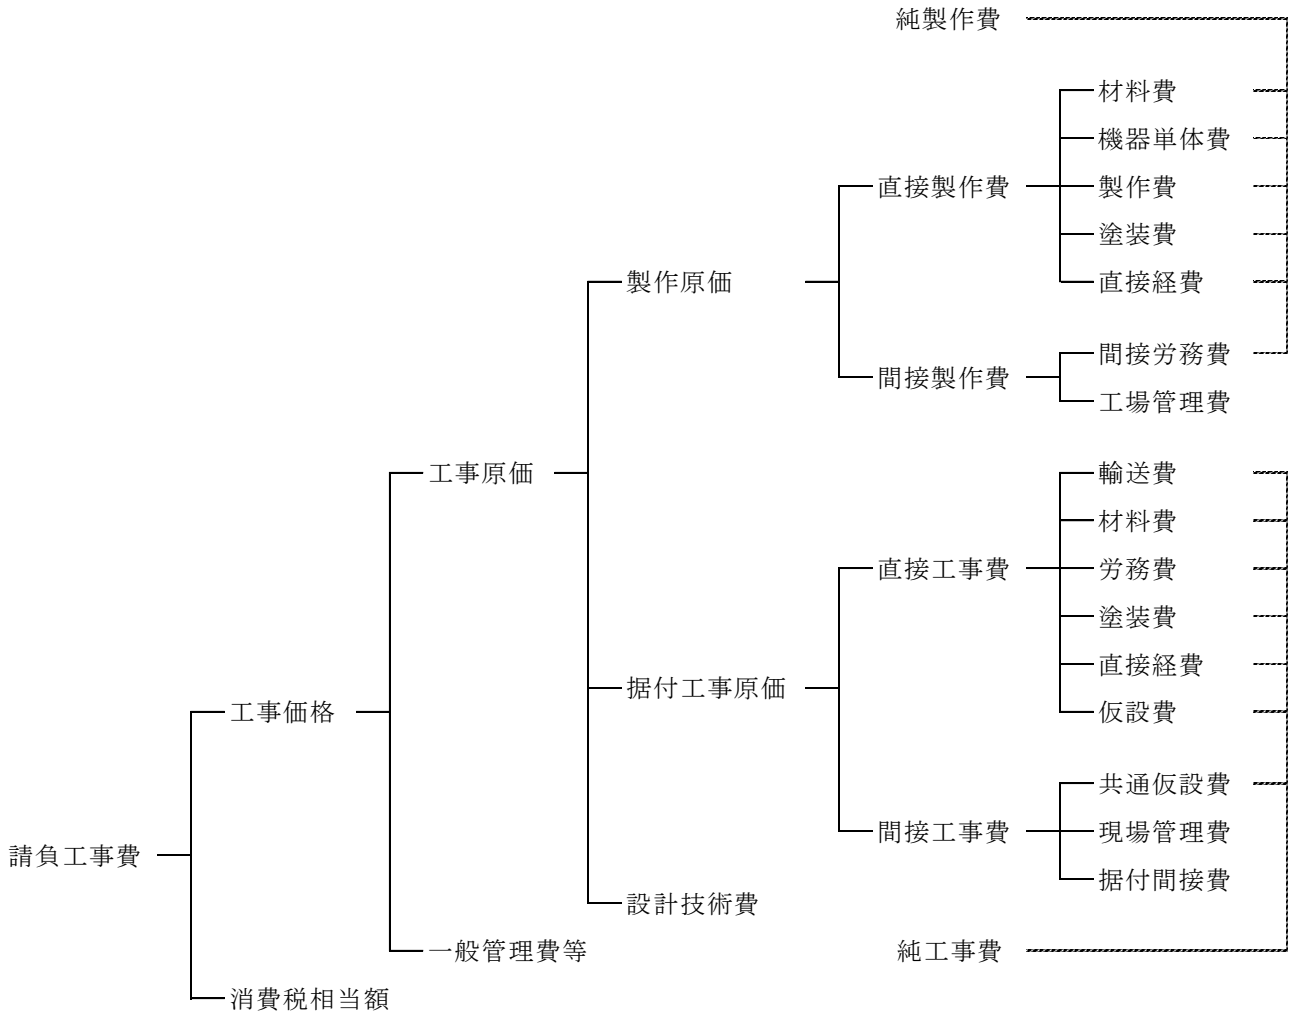 純製作費
材料費
機器単体費
直接製作費
製作費
塗装費
製作原価
直接経費
間接労務費
間接製作費
工場管理費
工事原価
輸送費
材料費
直接工事費
労務費
塗装費
直接経費
据付工事原価
工事価格
仮設費
共通仮設費
間接工事費
現場管理費
請負工事費
据付間接費
設計技術費
一般管理費等
純工事費
消費税相当額